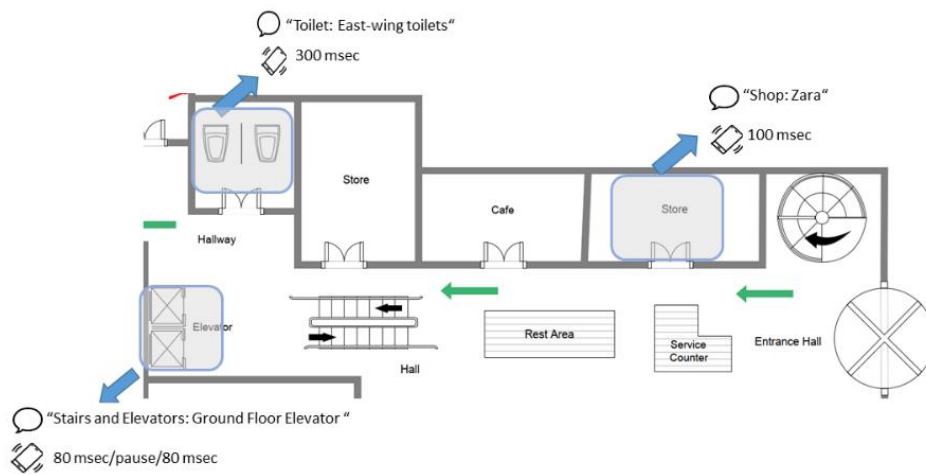 “Toilet: East-wing toilets“
300 msec
“Shop: Zara“
100 msec
Store
Cafe
Store
Hallway
Elevator
Rest Area
Service
Counter
Entrance Hall
Hall
“Stairs and Elevators: Ground Floor Elevator “
80 msec/pause/80 msec